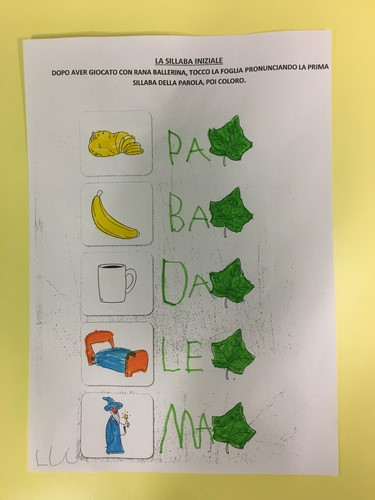 LA SILLABA INIZIALE
DOPO AVER GIOCATO CON RANA BALLERINA, TOCCO LA FOGLIA PRONUNCIANDO LA PRIMA
SILLABA DELLA PAROLA, POI COLORO.
PA
BA
DA
LE
MA